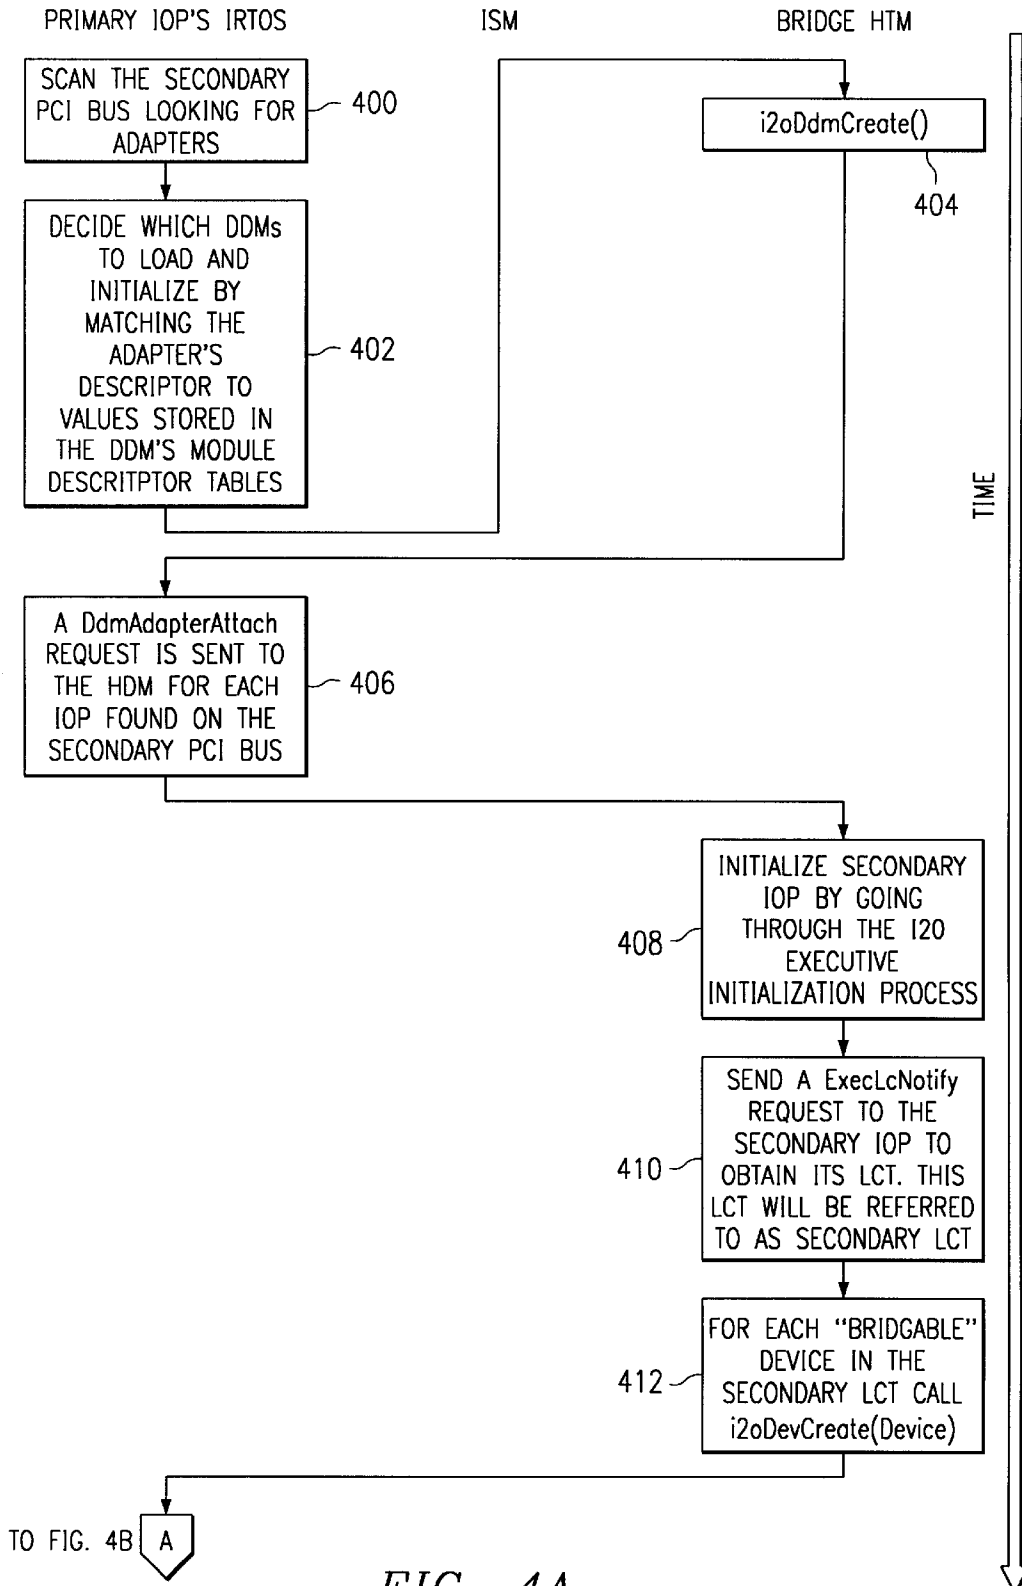 PRIMARY IOP'S IRTOS
ISM
BRIDGE HTM
SCAN THE SECONDARY
PCI BUS LOOKING FOR
ADAPTERS
400
i2oDdmCreate()
404
DECIDE WHICH DDMs
TO LOAD AND
INITIALIZE BY
MATCHING THE
ADAPTER'S
DESCRIPTOR TO
VALUES STORED IN
THE DDM'S MODULE
DESCRITPTOR TABLES
402
TIME
A DdmAdapterAttach
REQUEST IS SENT TO
THE HDM FOR EACH
IOP FOUND ON THE
SECONDARY PCI BUS
406
INITIALIZE SECONDARY
IOP BY GOING
THROUGH THE I20
EXECUTIVE
INITIALIZATION PROCESS
408
SEND A ExecLcNotify
REQUEST TO THE
SECONDARY IOP TO
OBTAIN ITS LCT. THIS
LCT WILL BE REFERRED
TO AS SECONDARY LCT
410
FOR EACH "BRIDGABLE"
DEVICE IN THE
SECONDARY LCT CALL
i2oDevCreate(Device)
412
TO FIG. 4B
A
FIG. 4A